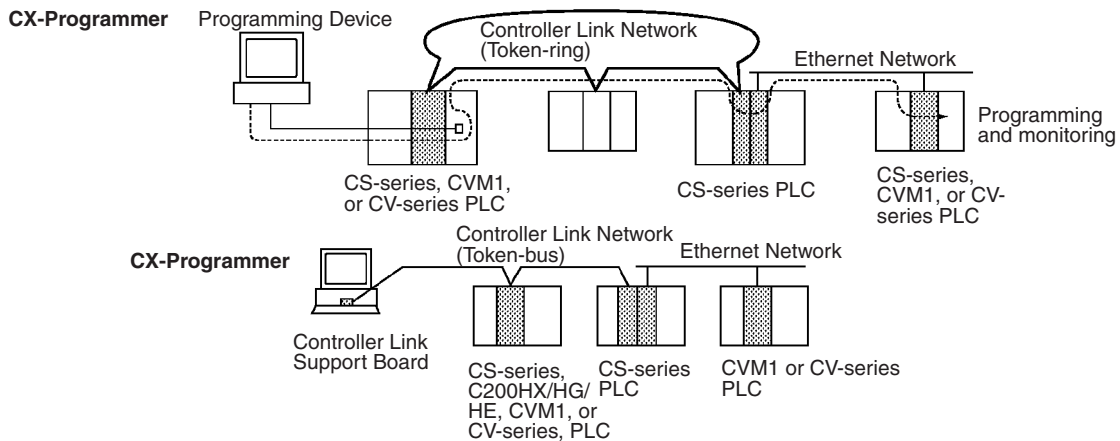 CX-Programmer
Programming Device
Controller Link Network
(Token-ring)
Ethernet Network
Programming
and monitoring
CS-series, CVM1,
or CV-series PLC
CS-series PLC
CS-series,
CVM1, or CV-
series PLC
CX-Programmer
Controller Link Network
(Token-bus)
Ethernet Network
Controller Link
Support Board
CS-series,
C200HX/HG/
HE, CVM1, or
CV-series, PLC
CS-series
PLC
CVM1 or CV-series
PLC